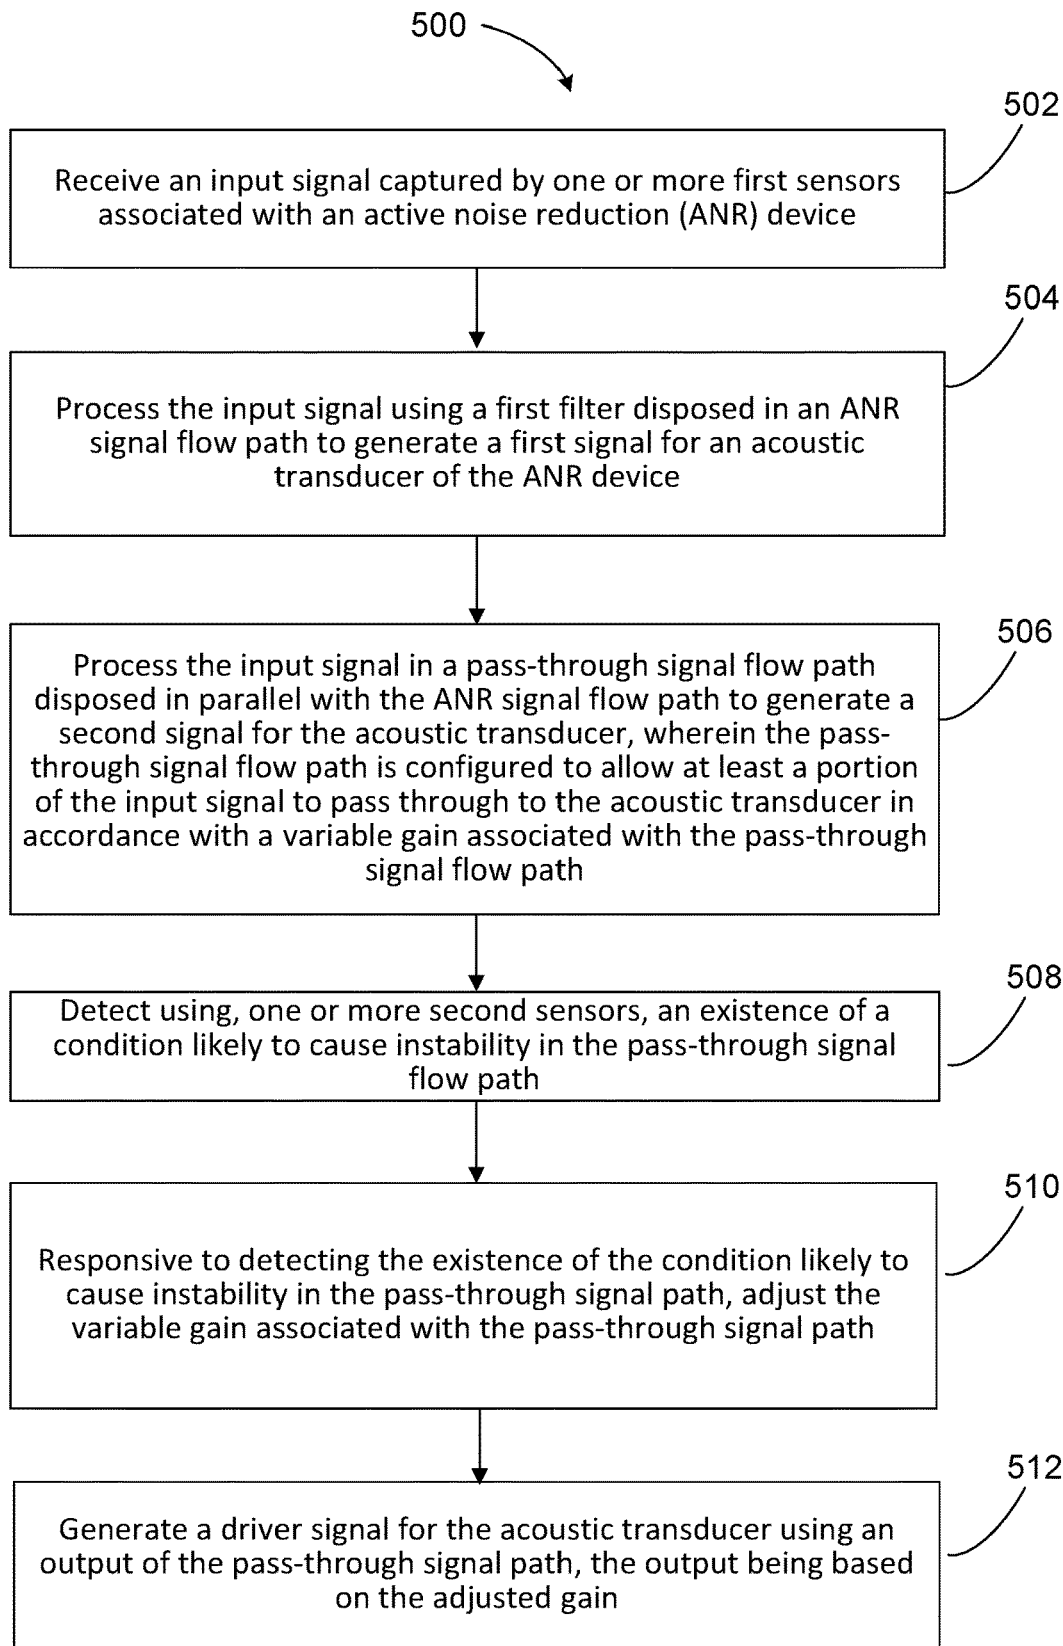 500
502
Receive an input signal captured by one or more first sensors
associated with an active noise reduction (ANR) device
504
Process the input signal using a first filter disposed in an ANR
signal flow path to generate a first signal for an acoustic
transducer of the ANR device
506
Process the input signal in a pass-through signal flow path
disposed in parallel with the ANR signal flow path to generate a
second signal for the acoustic transducer, wherein the pass-
through signal flow path is configured to allow at least a portion
of the input signal to pass through to the acoustic transducer in
accordance with a variable gain associated with the pass-through
signal flow path
508
Detect using, one or more second sensors, an existence of a
condition likely to cause instability in the pass-through signal
flow path
510
Responsive to detecting the existence of the condition likely to
cause instability in the pass-through signal path, adjust the
variable gain associated with the pass-through signal path
512
Generate a driver signal for the acoustic transducer using an
output of the pass-through signal path, the output being based
on the adjusted gain